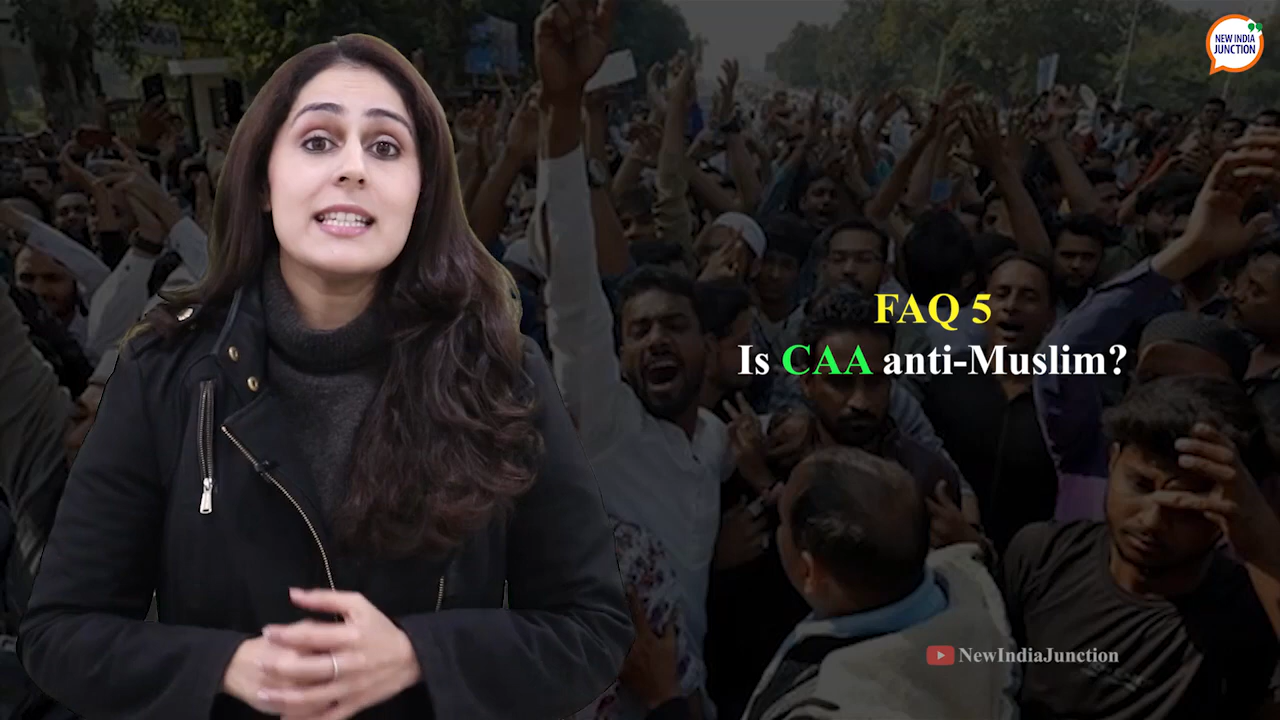 NEW INDIA
JUNCTION
FAQ 5
Is CAA anti-Muslim?
NewIndiaJunction